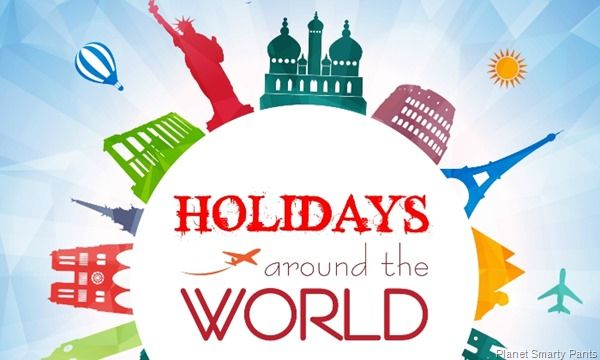 HOLIDAYS
around the
WORLD
Planet Smarty Pants